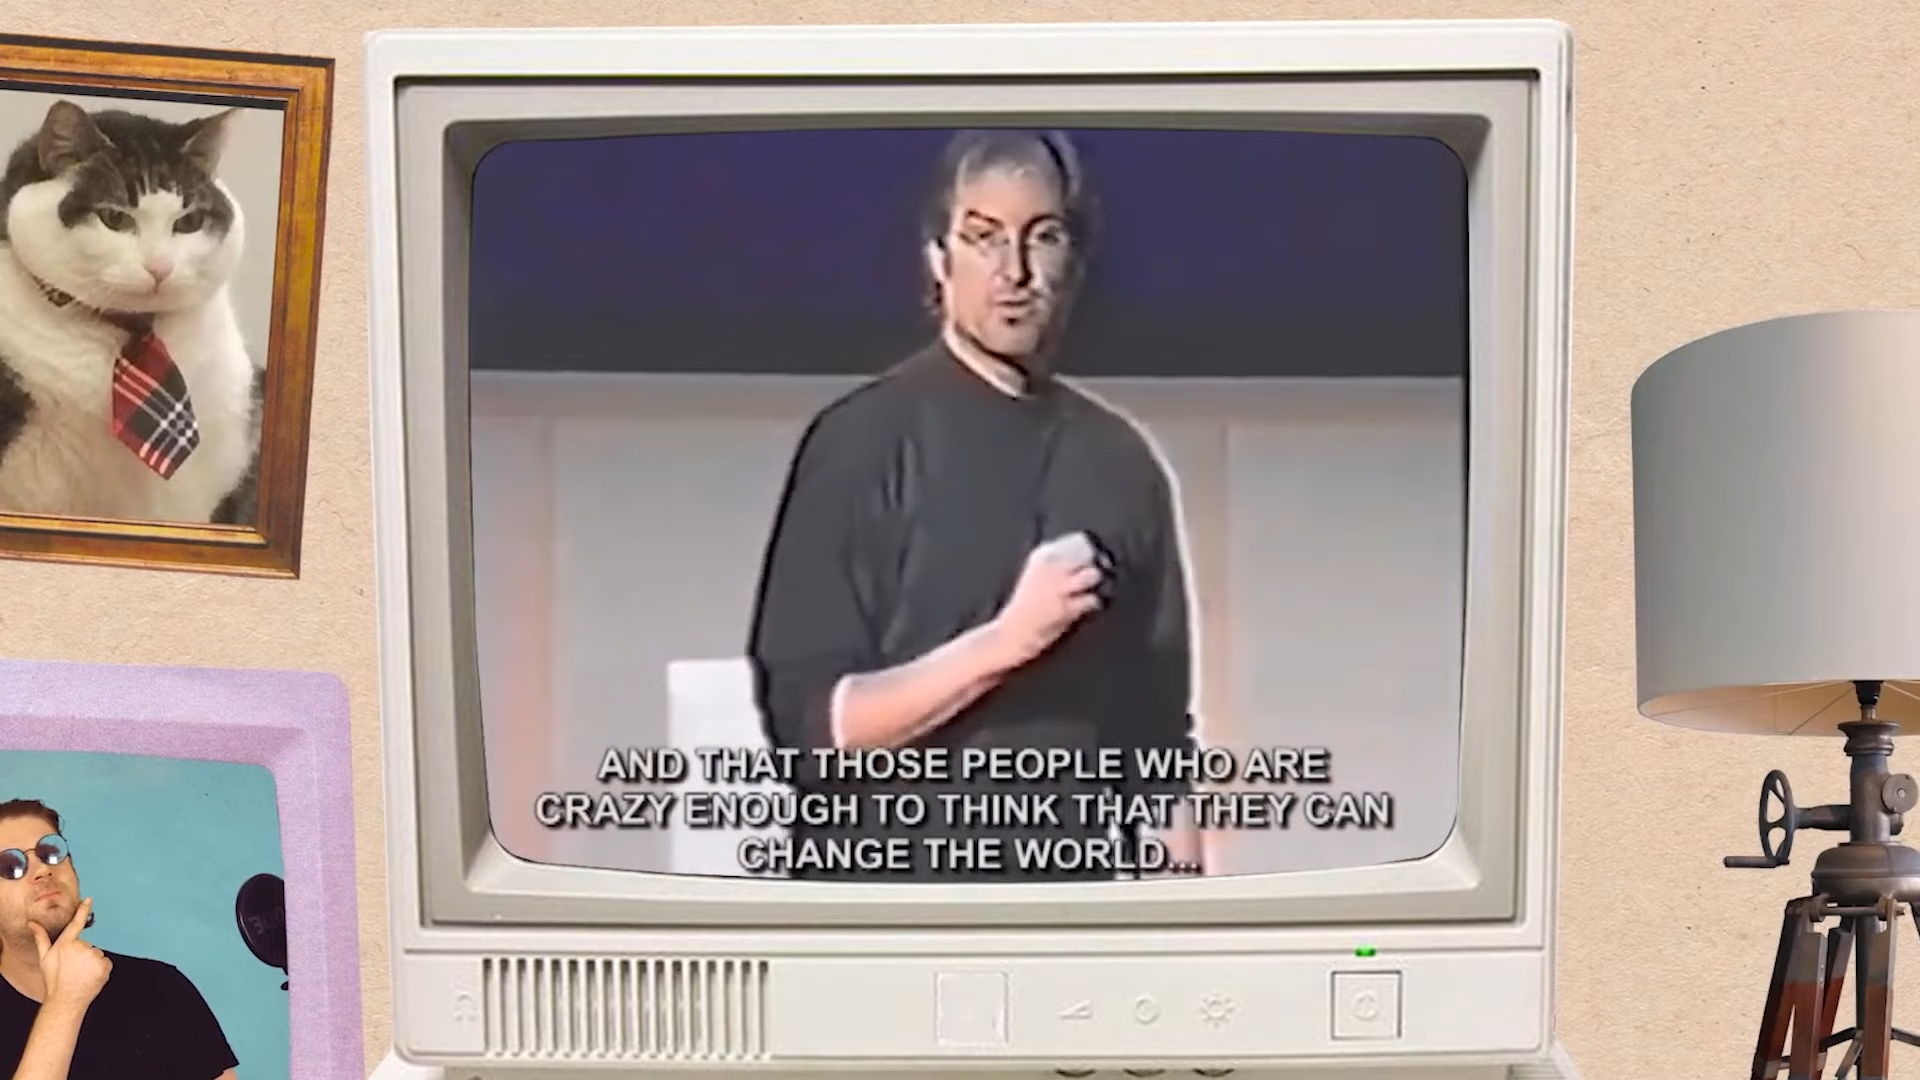 AND THAT THOSE PEOPLE WHO ARE
CRAZY ENOUGH TO THINK THAT THEY CAN
CHANGE THE WORLD...